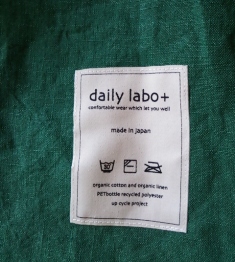 daily labo+
comfortable wear which let you well
made in japan
30
organic cotton and organic linen
PETbottle recycled polyester
up cycle project